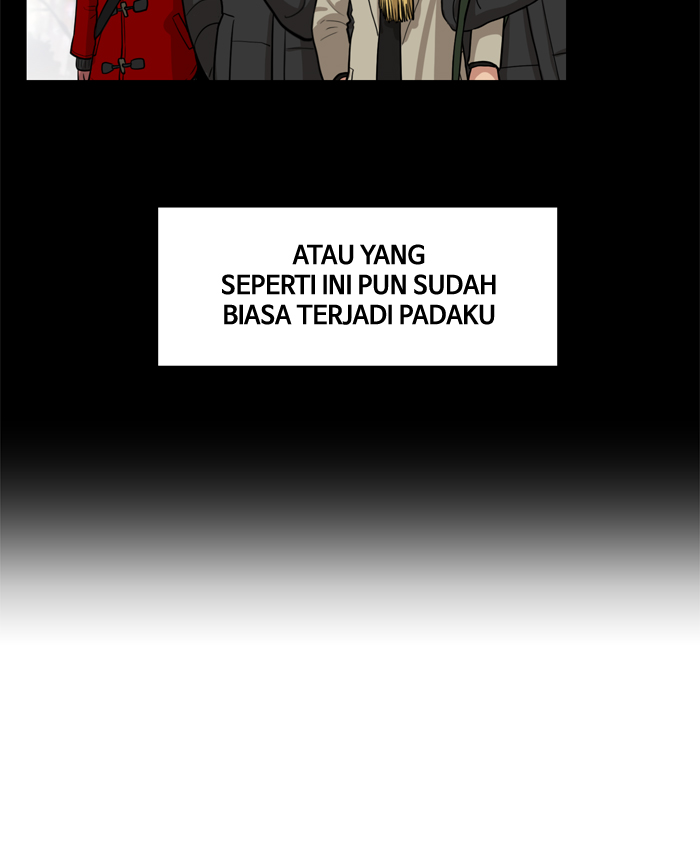 ATAU YANG
SEPERTI INI PUN SUDAH
BIASA TERJADI PADAKU